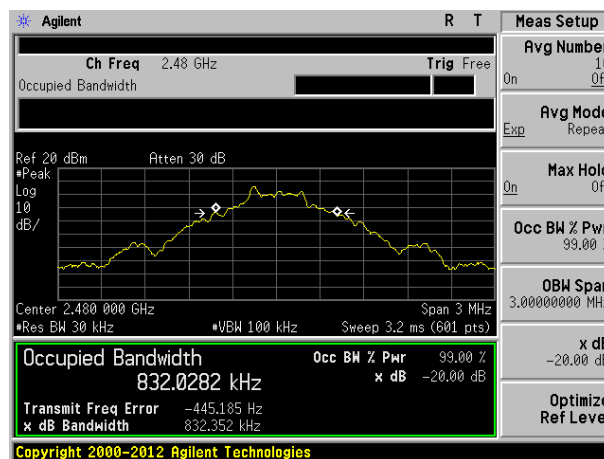 Agilent R T
Meas Setup
Ch Freq 2.48 GHz Trig Free
Occupied Bandwidth
Ref 20 dBm Atten 30 dB
#Peak
Log
10
dB/
Center 2.480 000 GHz Span 3 MHz
#Res BW 30 kHz #VBW 100 kHz Sweep 3.2 ms (601 pts)
Occupied Bandwidth Occ BW % Pwr 99.00 %
832.0282 kHz x dB -20.00 dB
Transmit Freq Error -445.185 Hz
x dB Bandwidth 832.352 kHz
Copyright 2000-2012 Agilent Technologies
Avg Number
10
On Of
Avg Mode
Exp Repea
Max Hold
On Of
Occ BW % Pwr
99.00 %
OBW Span
3.00000000 MH
x dB
-20.00 dB
Optimize
Ref Leve